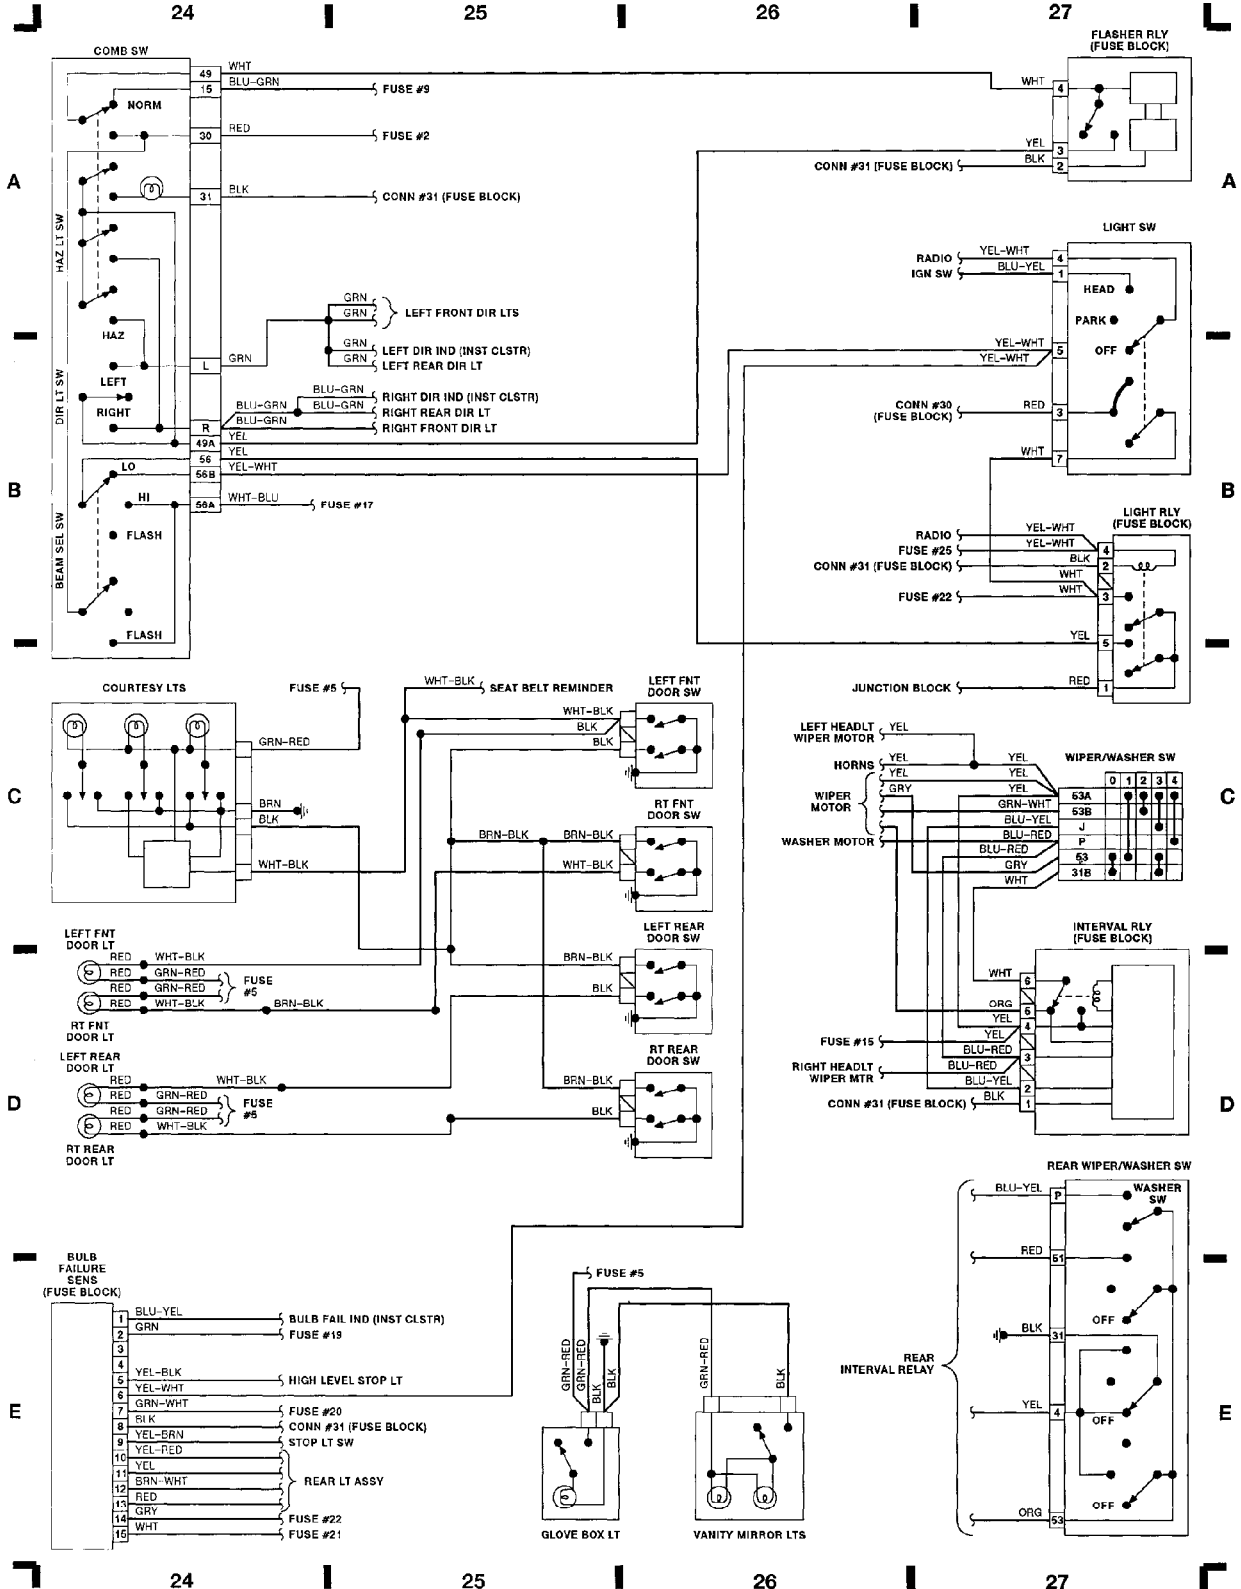 24 25 26 27
A
B
C
D
E
A
B
C
D
E
COMB SW
49 WHT
15 BLU-GRN FUSE #9
NORM
30 RED FUSE #2
31 BLK CONN #31 (FUSE BLOCK)
HAZ LT SW
HAZ
GRN
GRN
LEFT FRONT DIR LTS
GRN LEFT DIR IND (INST CLSTR)
GRN LEFT REAR DIR LT
L GRN
DIR LT SW
LEFT
RIGHT
BLU-GRN RIGHT DIR IND (INST CLSTR)
BLU-GRN BLU-GRN RIGHT REAR DIR LT
R BLU-GRN RIGHT FRONT DIR LT
49A YEL
56 YEL
56B YEL-WHT
56A WHT-BLU FUSE #17
BEAM SEL SW
LO
HI
FLASH
FLASH
FLASHER RLY
(FUSE BLOCK)
WHT 4
YEL 3
CONN #31 (FUSE BLOCK) BLK 2
LIGHT SW
RADIO YEL-WHT 4
IGN SW BLU-YEL 1
HEAD
PARK
OFF
YEL-WHT 5
YEL-WHT
CONN #30
(FUSE BLOCK)
RED 3
WHT 7
LIGHT RLY
(FUSE BLOCK)
RADIO YEL-WHT
FUSE #25 YEL-WHT 4
CONN #31 (FUSE BLOCK) BLK 2
WHT
FUSE #22 WHT 3
YEL 5
JUNCTION BLOCK RED 1
COURTESY LTS
FUSE #5
GRN-RED
BRN
BLK
WHT-BLK
WHT-BLK SEAT BELT REMINDER
LEFT FNT
DOOR SW
WHT-BLK
BLK
BLK
RT FNT
DOOR SW
BRN-BLK BRN-BLK
WHT-BLK
LEFT REAR
DOOR SW
BRN-BLK
BLK
RT REAR
DOOR SW
BRN-BLK
BLK
LEFT FNT
DOOR LT
RED WHT-BLK
RED GRN-RED
RED GRN-RED
RED WHT-BLK BRN-BLK
FUSE
#5
RT FNT
DOOR LT
LEFT REAR
DOOR LT
RED WHT-BLK
RED GRN-RED
RED GRN-RED
RED WHT-BLK
FUSE
#5
RT REAR
DOOR LT
LEFT HEADLT
WIPER MOTOR
YEL
HORNS YEL YEL
YEL YEL
GRY YEL
WIPER
MOTOR
GRN-WHT
BLU-YEL
WASHER MOTOR BLU-RED
BLU-RED
GRY
WHT
WIPER/WASHER SW
0 1 2 3 4
53A
53B
J
P
53
31B
INTERVAL RLY
(FUSE BLOCK)
WHT 6
ORG 5
YEL 4
FUSE #15 YEL
BLU-RED 3
RIGHT HEADLT
WIPER MTR
BLU-RED
BLU-YEL 2
CONN #31 (FUSE BLOCK) BLK 1
REAR WIPER/WASHER SW
BLU-YEL P
WASHER
SW
RED 51
OFF
BLK 31
REAR
INTERVAL RELAY
YEL 4
OFF
OFF
ORG 53
BULB
FAILURE
SENS
(FUSE BLOCK)
1 BLU-YEL BULB FAIL IND (INST CLSTR)
2 GRN FUSE #19
3
4
5 YEL-BLK HIGH LEVEL STOP LT
6 YEL-WHT
7 GRN-WHT FUSE #20
8 BLK CONN #31 (FUSE BLOCK)
9 YEL-BRN STOP LT SW
10 YEL-RED
11 YEL
12 BRN-WHT
13 RED
REAR LT ASSY
14 GRY FUSE #22
15 WHT FUSE #21
FUSE #5
GRN-RED
GRN-RED
BLK
BLK
GLOVE BOX LT
GRN-RED
BLK
VANITY MIRROR LTS
24 25 26 27